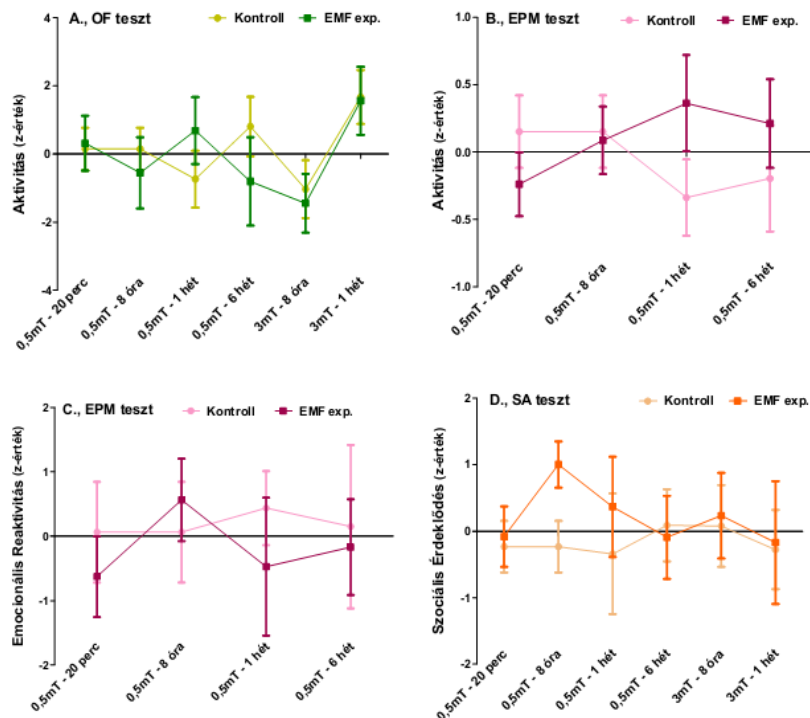 A., OF teszt
Kontroll
EMF exp.
Aktivitás (z-érték)
4
2
0
-2
-4
0,5mT - 20 perc
0,5mT - 8 óra
0,5mT - 1 hét
0,5mT - 6 hét
3mT - 8 óra
3mT - 1 hét
B., EPM teszt
Kontroll
EMF exp.
Aktivitás (z-érték)
1.0
0.5
0.0
-0.5
-1.0
0,5mT - 20 perc
0,5mT - 8 óra
0,5mT - 1 hét
0,5mT - 6 hét
C., EPM teszt
Kontroll
EMF exp.
Emocionális Reaktivitás (z-érték)
2
1
0
-1
-2
0,5mT - 20 perc
0,5mT - 8 óra
0,5mT - 1 hét
0,5mT - 6 hét
D., SA teszt
Kontroll
EMF exp.
Szociális Érdeklődés (z-érték)
2
1
0
-1
-2
0,5mT - 20 perc
0,5mT - 8 óra
0,5mT - 1 hét
0,5mT - 6 hét
3mT - 8 óra
3mT - 1 hét